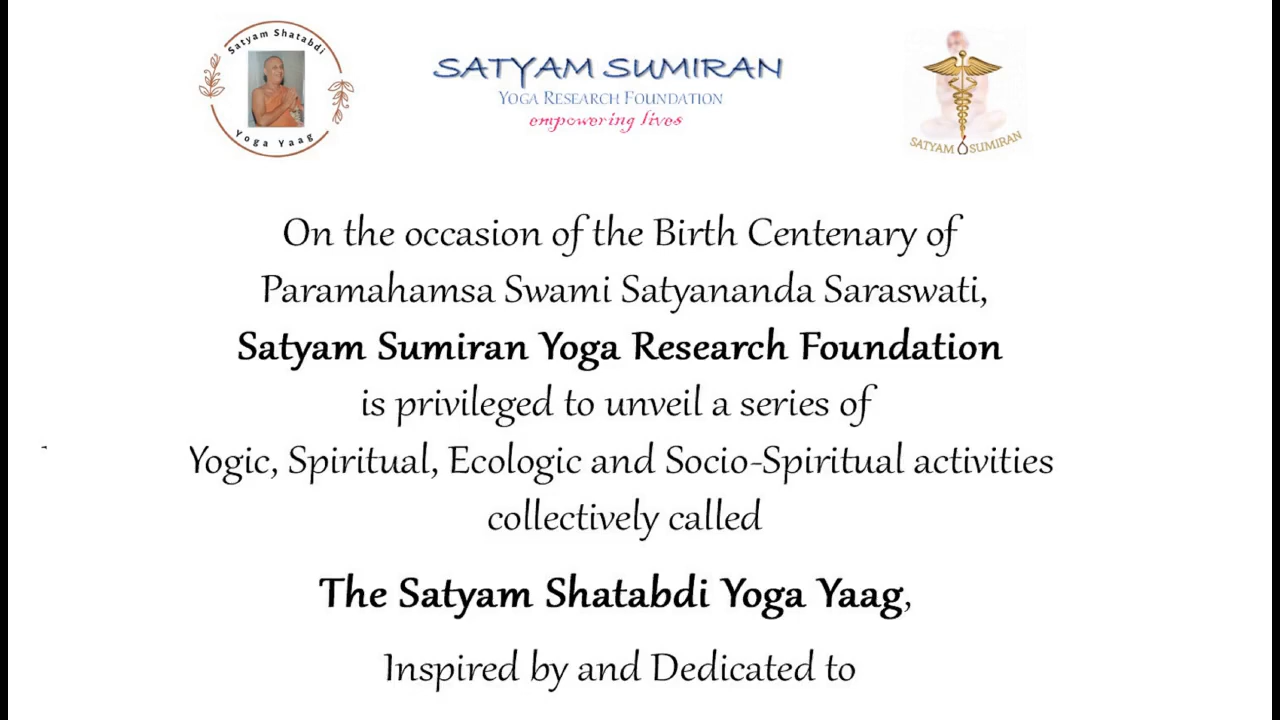 Satyam Shatabdi
Yoga Yaag
SATYAM SUMIRAN
YOGA RESEARCH FOUNDATION
empowering lives
SATYAM SUMIRAN
On the occasion of the Birth Centenary of
Paramahamsa Swami Satyananda Saraswati,
Satyam Sumiran Yoga Research Foundation
is privileged to unveil a series of
Yogic, Spiritual, Ecologic and Socio-Spiritual activities
collectively called
The Satyam Shatabdi Yoga Yaag,
Inspired by and Dedicated to